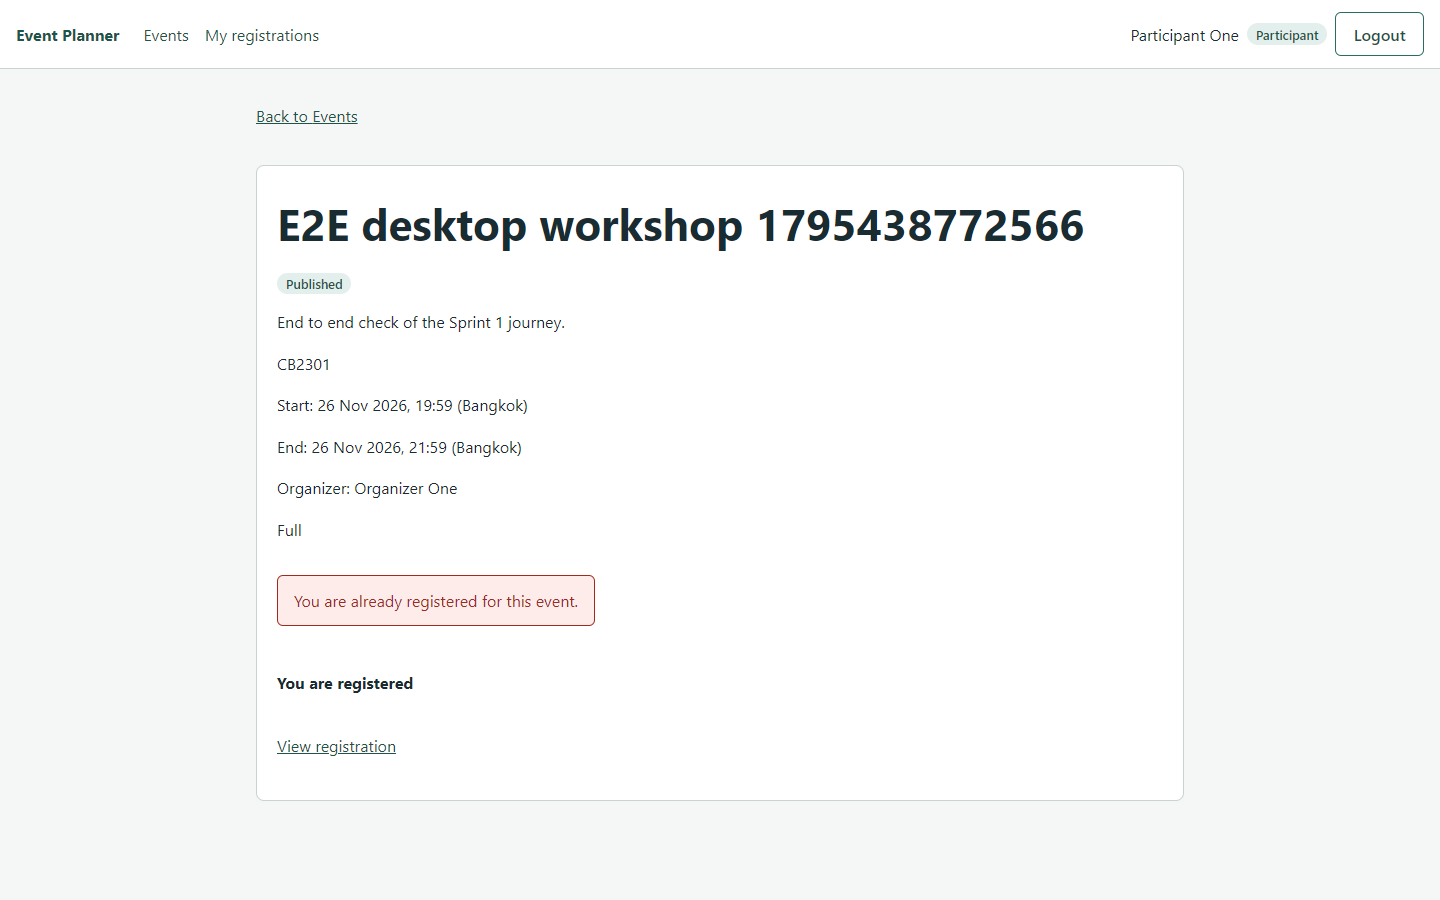 Event Planner Events My registrations Participant One Participant Logout
Back to Events
E2E desktop workshop 1795438772566
Published
End to end check of the Sprint 1 journey.
CB2301
Start: 26 Nov 2026, 19:59 (Bangkok)
End: 26 Nov 2026, 21:59 (Bangkok)
Organizer: Organizer One
Full
You are already registered for this event.
You are registered
View registration